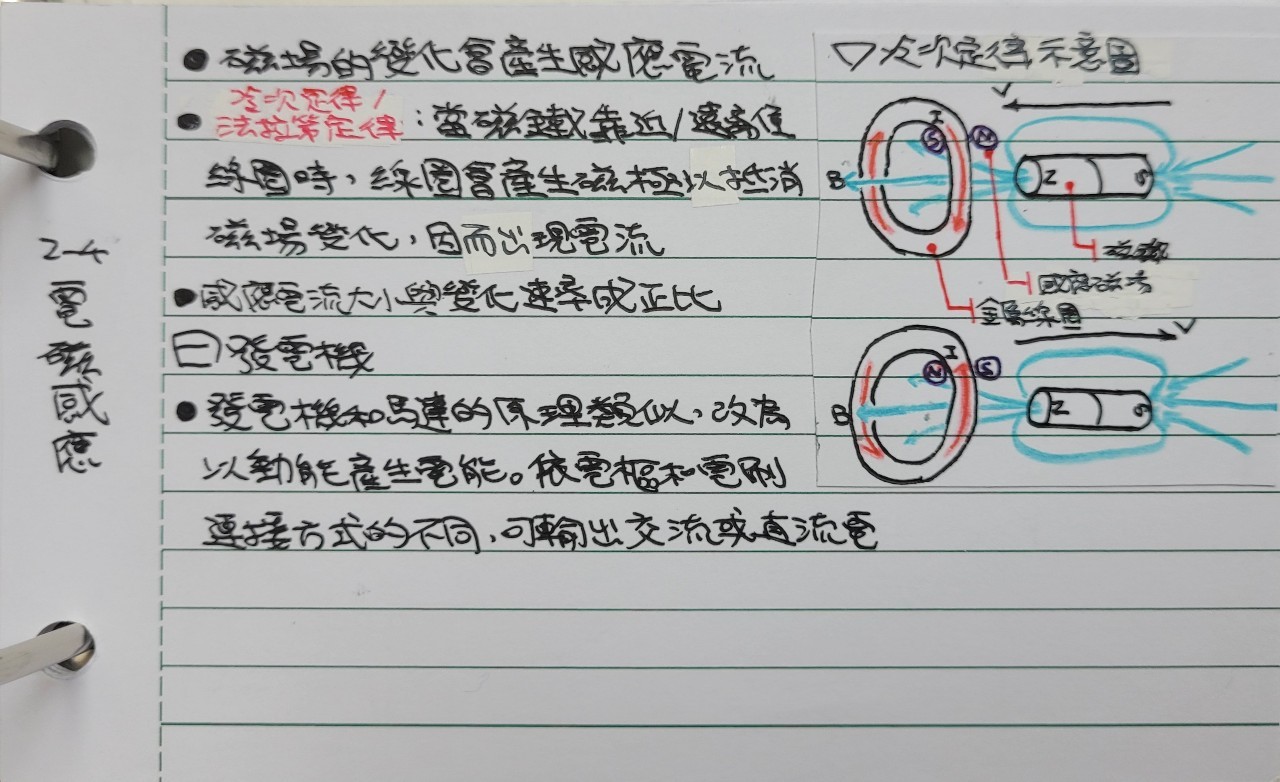 2-4 電磁感應
● 磁場的變化會產生感應電流
● 冷次定律/
法拉第定律：當磁鐵靠近/遠離住
線圈時，線圈會產生磁極以抵消
磁場變化，因而出現電流
● 感應電流大小與變化速率成正比
㊀發電機
● 發電機和馬達的原理類似，改為
以動能產生電能。依電樞和電刷
連接方式的不同，可輸出交流或直流電
▽冷次定律示意圖
V
I
S N
B
N S
磁鐵
感應磁場
金屬線圈
V
I
N S
B
N S